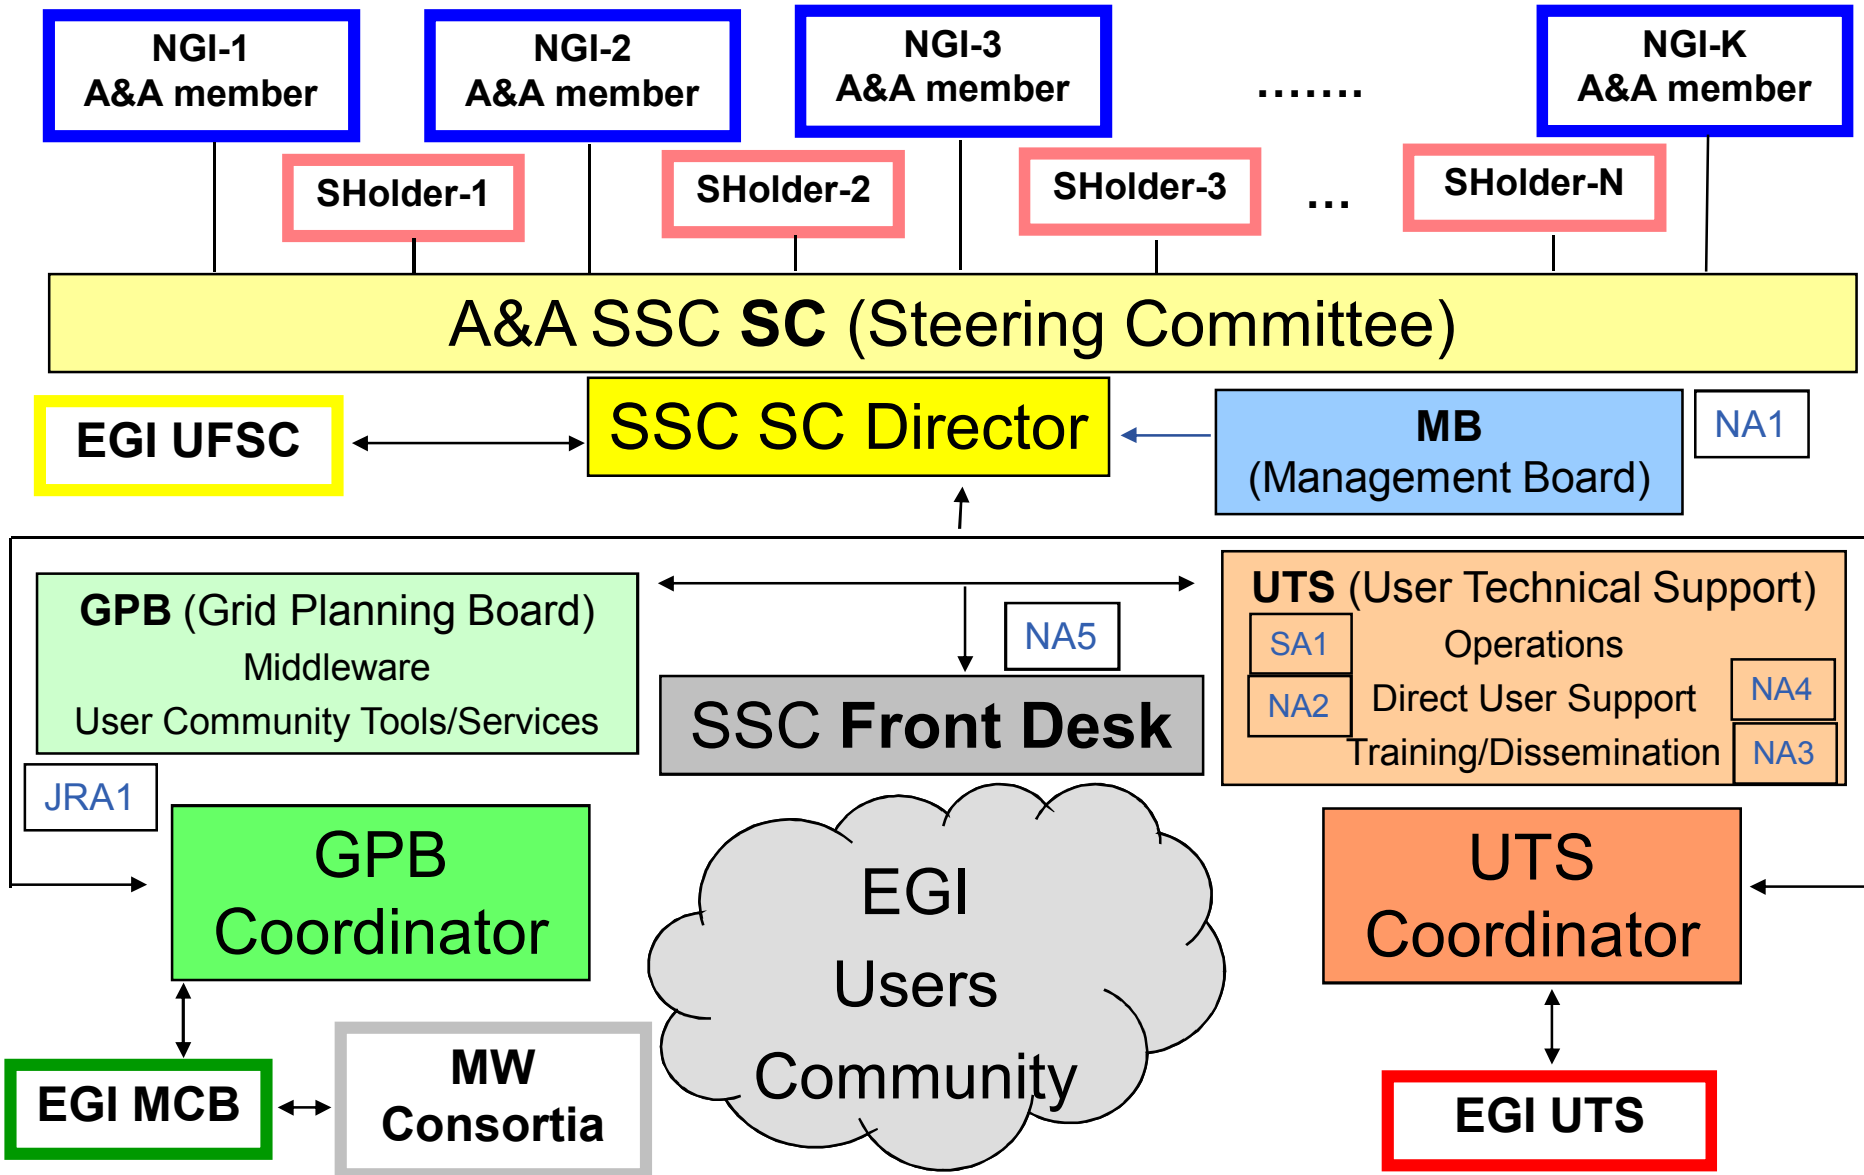 NGI-1
A&A member
NGI-2
A&A member
NGI-3
A&A member
.......
NGI-K
A&A member
SHolder-1
SHolder-2
SHolder-3
...
SHolder-N
A&A SSC SC (Steering Committee)
EGI UFSC
SSC SC Director
MB
(Management Board)
NA1
GPB (Grid Planning Board)
Middleware
User Community Tools/Services
NA5
SSC Front Desk
UTS (User Technical Support)
SA1
Operations
NA2
Direct User Support
NA4
Training/Dissemination
NA3
JRA1
GPB
Coordinator
EGI
Users
Community
UTS
Coordinator
EGI MCB
MW
Consortia
EGI UTS